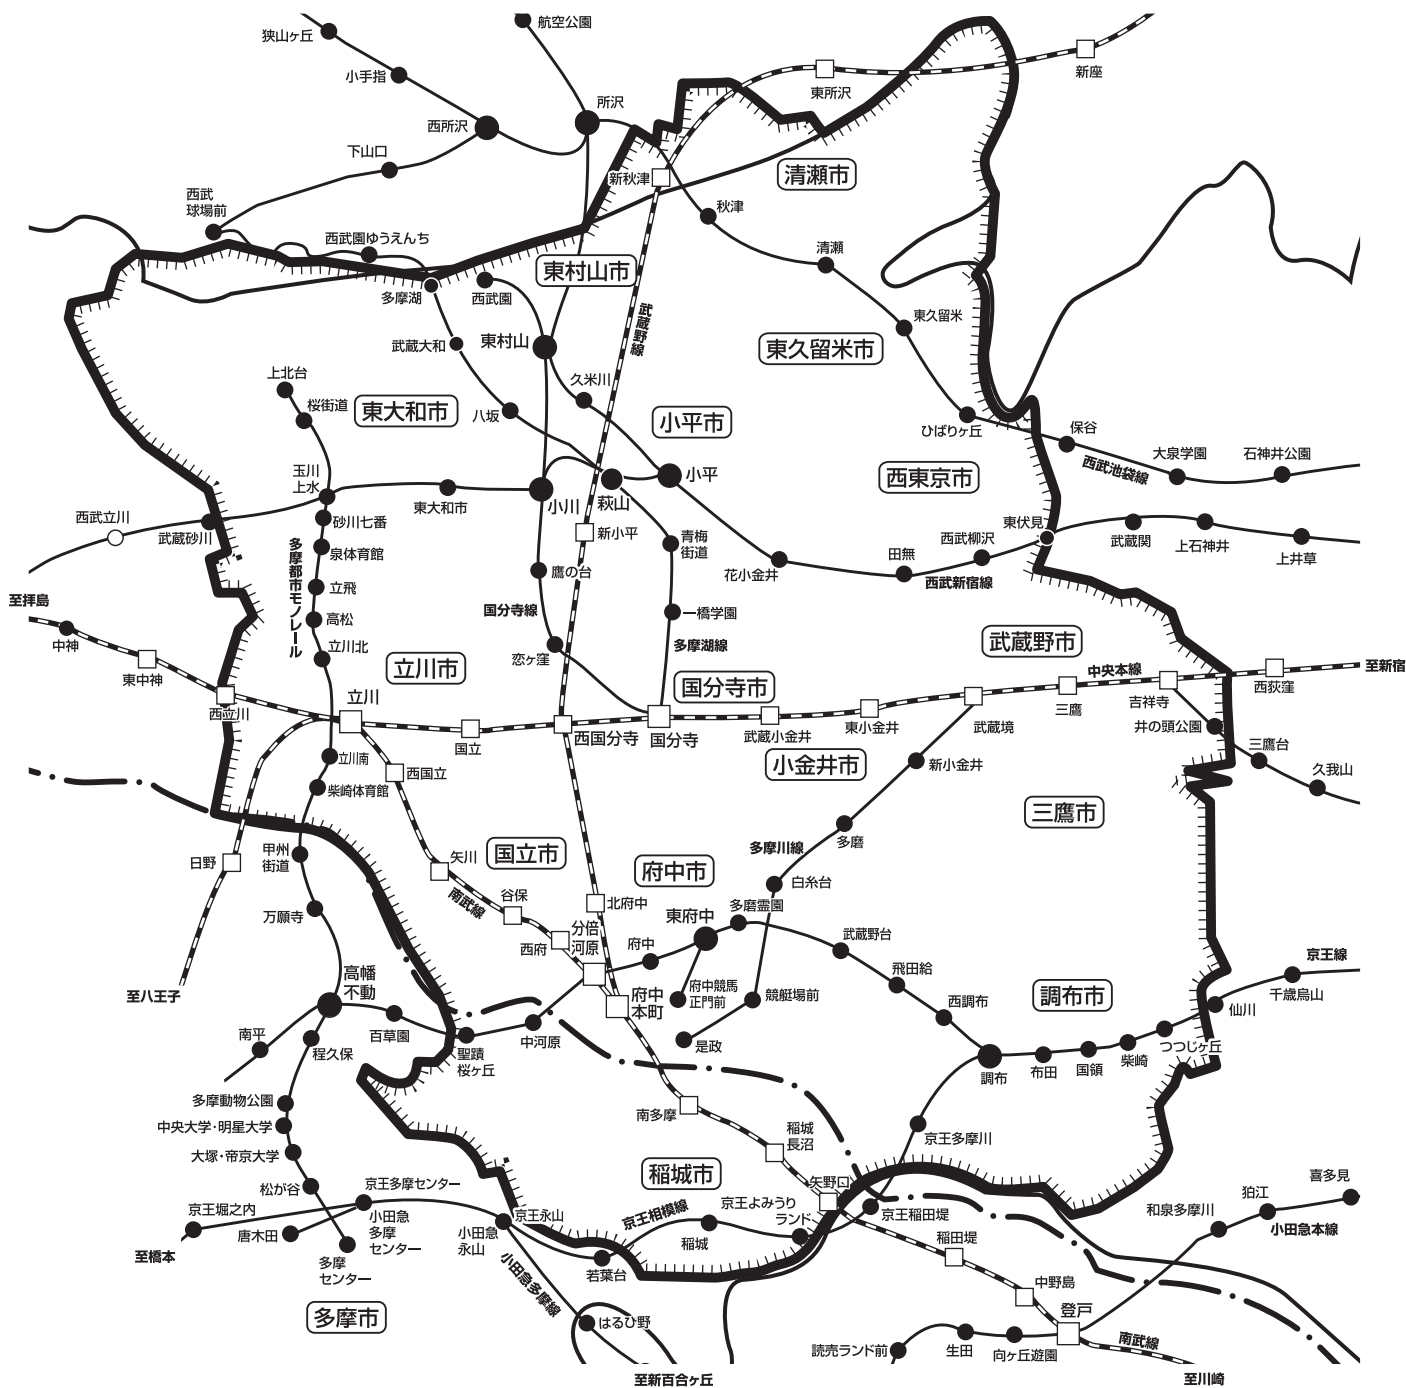 航空公園
狭山ヶ丘
新座
小手指
東所沢
所沢
西所沢
下山口
清瀬市
新秋津
西武
球場前
秋津
西武園ゆうえんち
清瀬
東村山市
多摩湖
西武園
武蔵野線
東久留米
武蔵大和
東村山
東久留米市
上北台
久米川
桜街道
東大和市
八坂
小平市
ひばりヶ丘
保谷
大泉学園
石神井公園
西武池袋線
玉川
上水
小平
西東京市
東大和市
小川
萩山
西武立川
武蔵砂川
砂川七番
新小平
青梅
街道
東伏見
西武柳沢
武蔵関
上石神井
上井草
多摩都市モノレール
泉体育館
鷹の台
花小金井
田無
西武新宿線
立飛
至拝島
国分寺線
一橋学園
高松
中神
立川北
恋ヶ窪
多摩湖線
武蔵野市
東中神
立川市
国分寺市
中央本線
至新宿
西荻窪
西立川
立川
吉祥寺
三鷹
国立
西国分寺
国分寺
武蔵小金井
東小金井
武蔵境
井の頭公園
三鷹台
立川南
西国立
小金井市
新小金井
久我山
柴崎体育館
三鷹市
日野
甲州
街道
矢川
国立市
府中市
多摩川線
多磨
白糸台
南武線
谷保
北府中
万願寺
多磨霊園
東府中
分倍
河原
西府
府中
武蔵野台
京王線
高幡
不動
飛田給
千歳烏山
至八王子
府中
本町
府中競馬
正門前
競艇場前
西調布
調布市
仙川
南平
百草園
中河原
是政
程久保
聖蹟
桜ヶ丘
調布
布田
国領
柴崎
つつじヶ丘
多摩動物公園
南多摩
中央大学・明星大学
稲城
長沼
京王多摩川
大塚・帝京大学
松が谷
京王多摩センター
稲城市
矢野口
喜多見
京王堀之内
唐木田
小田急
多摩
センター
京王永山
小田急
永山
京王相模線
稲城
京王よみうり
ランド
京王稲田堤
狛江
和泉多摩川
小田急本線
至橋本
多摩
センター
若葉台
小田急多摩線
稲田堤
中野島
多摩市
はるひ野
登戸
読売ランド前
生田
向ヶ丘遊園
南武線
至新百合ヶ丘
至川崎